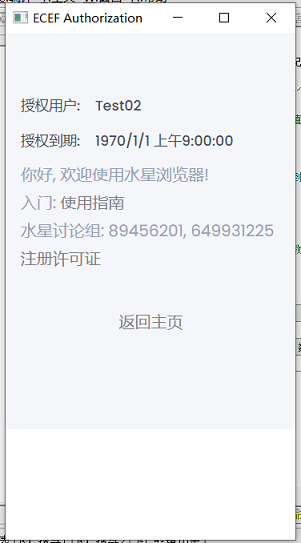 ECEF Authorization
授权用户: Test02
授权到期: 1970/1/1 上午9:00:00
你好, 欢迎使用水星浏览器!
入门: 使用指南
水星讨论组: 89456201, 649931225
注册许可证
返回主页